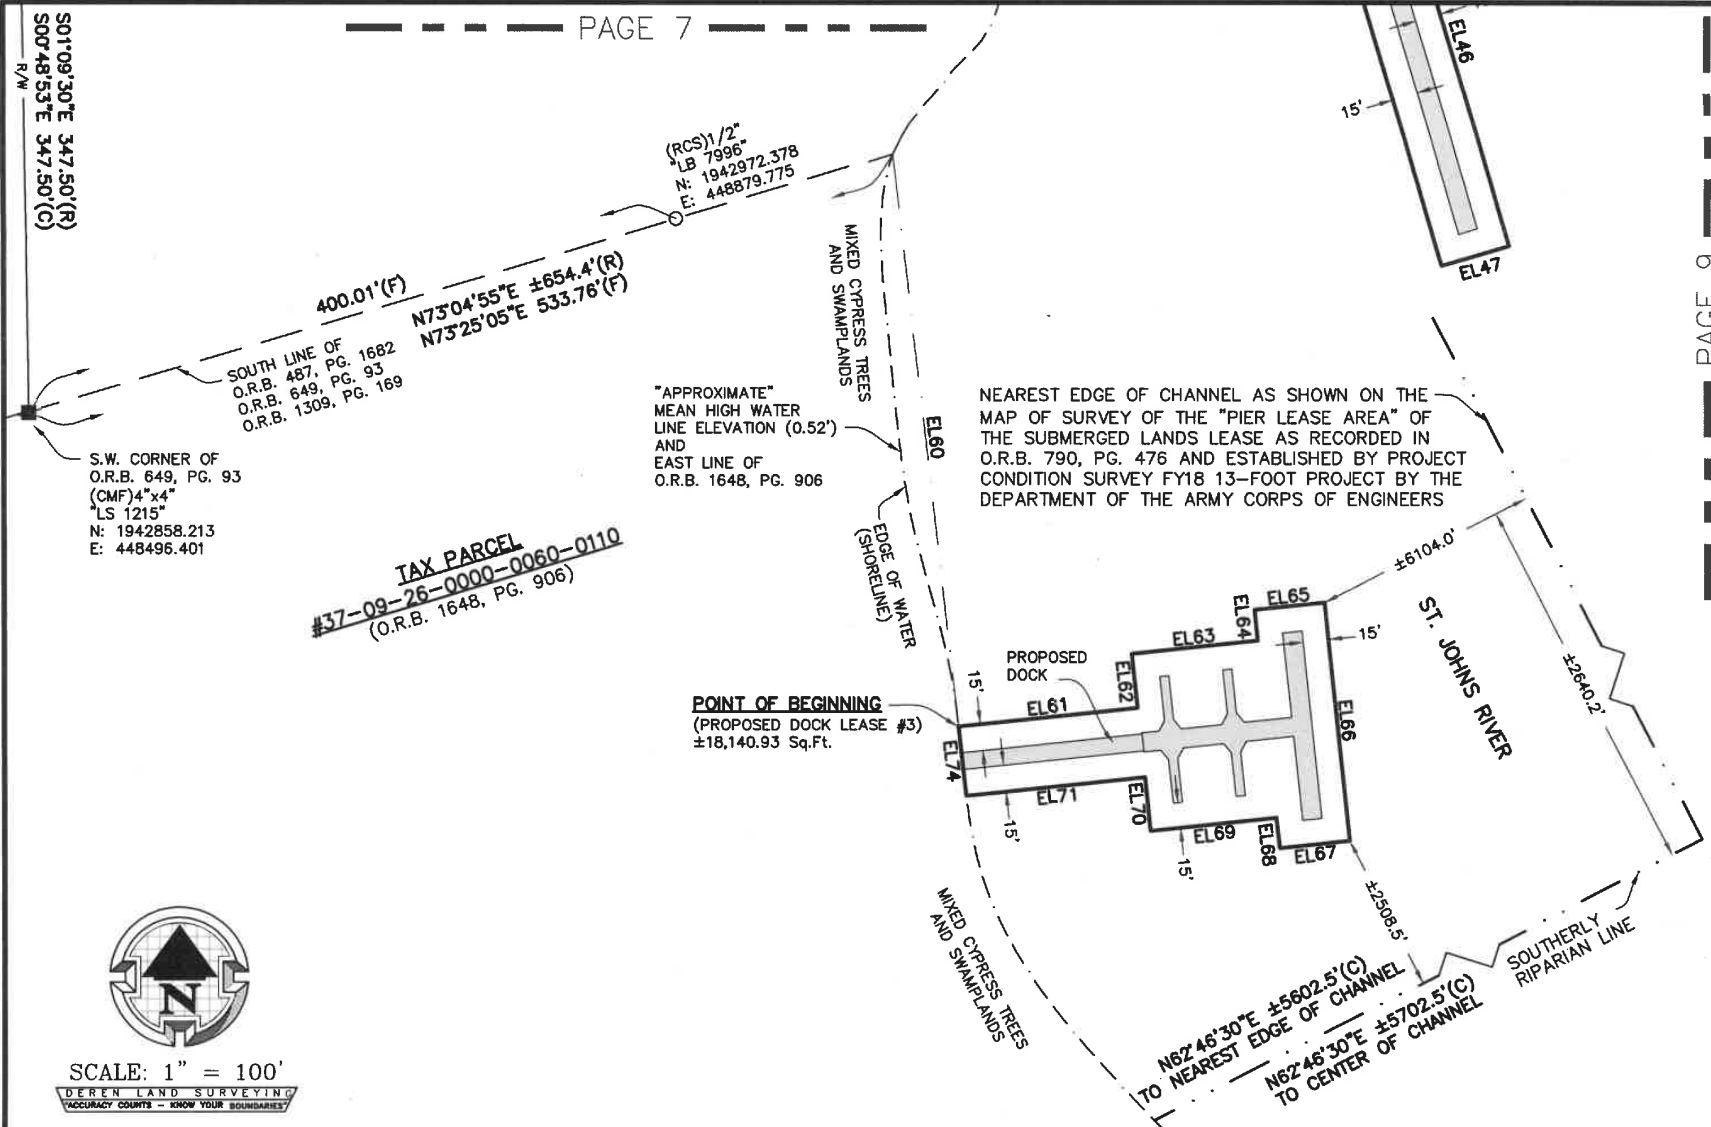 PAGE 7
S01°09'30"E 347.50'(R)
S00°48'53"E 347.50'(C)
R/W
(RCS)1/2"
"LB 7996"
N: 1942972.378
E: 448879.775
EL46
15'
EL47
PAGE 9
400.01'(F)
N73°04'55"E ±654.4'(R)
N73°25'05"E 533.76'(F)
SOUTH LINE OF
O.R.B. 487, PG. 1682
O.R.B. 649, PG. 93
O.R.B. 1309, PG. 169
S.W. CORNER OF
O.R.B. 649, PG. 93
(CMF)4"x4"
"LS 1215"
N: 1942858.213
E: 448496.401
MIXED CYPRESS TREES
AND SWAMPLANDS
"APPROXIMATE"
MEAN HIGH WATER
LINE ELEVATION (0.52')
AND
EAST LINE OF
O.R.B. 1648, PG. 906
EL60
NEAREST EDGE OF CHANNEL AS SHOWN ON THE
MAP OF SURVEY OF THE "PIER LEASE AREA" OF
THE SUBMERGED LANDS LEASE AS RECORDED IN
O.R.B. 790, PG. 476 AND ESTABLISHED BY PROJECT
CONDITION SURVEY FY18 13-FOOT PROJECT BY THE
DEPARTMENT OF THE ARMY CORPS OF ENGINEERS
TAX PARCEL
#37-09-26-0000-0060-0110
(O.R.B. 1648, PG. 906)
EDGE OF WATER
(SHORELINE)
±6104.0'
±2640.2'
ST. JOHNS RIVER
EL65
EL64
15'
EL63
PROPOSED
DOCK
EL62
15'
EL61
EL66
POINT OF BEGINNING
(PROPOSED DOCK LEASE #3)
±18,140.93 Sq.Ft.
EL74
EL71
15'
EL70
EL69
15'
EL68
EL67
±2508.5'
MIXED CYPRESS TREES
AND SWAMPLANDS
SOUTHERLY
RIPARIAN LINE
N62°46'30"E ±5602.5'(C)
TO NEAREST EDGE OF CHANNEL
N62°46'30"E ±5702.5'(C)
TO CENTER OF CHANNEL
N
SCALE: 1" = 100'
DEREN LAND SURVEYING
"ACCURACY COUNTS - KNOW YOUR BOUNDARIES"